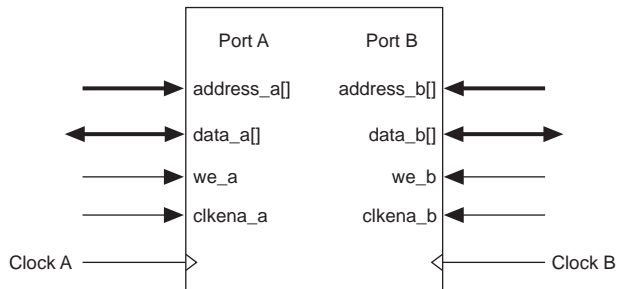 Port A Port B
address_a[] address_b[]
data_a[] data_b[]
we_a we_b
clkena_a clkena_b
Clock A Clock B